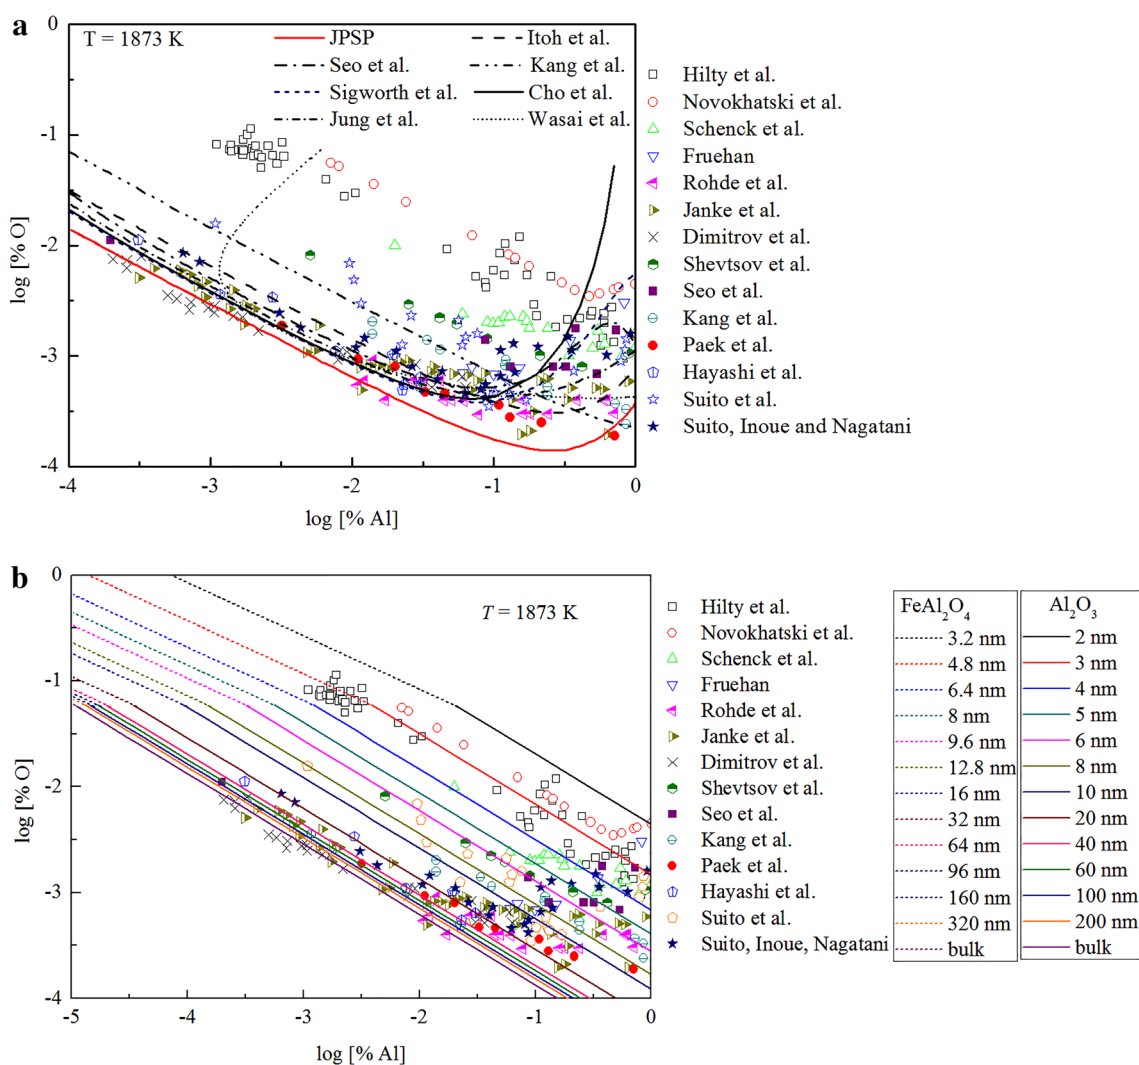 a
T = 1873 K
JPSP
Itoh et al.
Seo et al.
Kang et al.
Sigworth et al.
Cho et al.
Jung et al.
Wasai et al.
0
-1
-2
-3
-4
log [% O]
-4 -3 -2 -1 0
log [% Al]
Hilty et al.
Novokhatski et al.
Schenck et al.
Fruehan
Rohde et al.
Janke et al.
Dimitrov et al.
Shevtsov et al.
Seo et al.
Kang et al.
Paek et al.
Hayashi et al.
Suito et al.
Suito, Inoue and Nagatani
b
T = 1873 K
0
-1
-2
-3
-4
log [% O]
-5 -4 -3 -2 -1 0
log [% Al]
Hilty et al.
Novokhatski et al.
Schenck et al.
Fruehan
Rohde et al.
Janke et al.
Dimitrov et al.
Shevtsov et al.
Seo et al.
Kang et al.
Paek et al.
Hayashi et al.
Suito et al.
Suito, Inoue, Nagatani
FeAl2O4
3.2 nm
4.8 nm
6.4 nm
8 nm
9.6 nm
12.8 nm
16 nm
32 nm
64 nm
96 nm
160 nm
320 nm
bulk
Al2O3
2 nm
3 nm
4 nm
5 nm
6 nm
8 nm
10 nm
20 nm
40 nm
60 nm
100 nm
200 nm
bulk